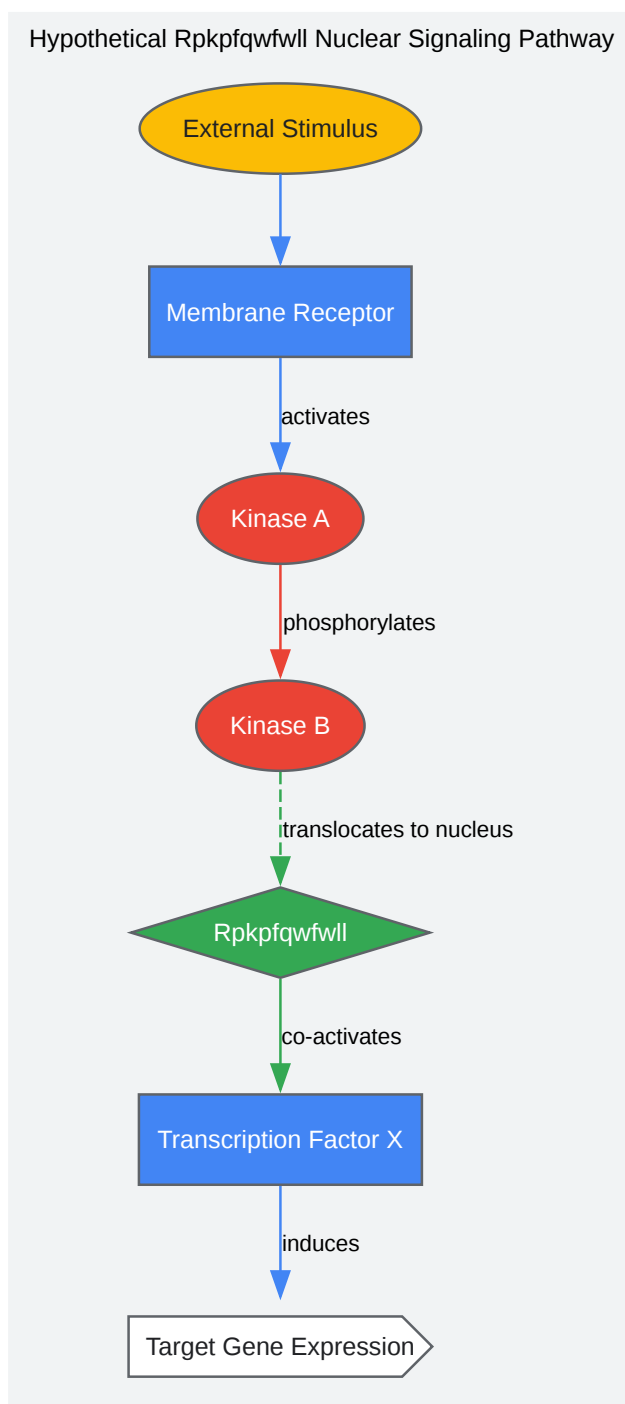 Hypothetical Rpkpfqwfwll Nuclear Signaling Pathway
External Stimulus
Membrane Receptor
activates
Kinase A
phosphorylates
Kinase B
translocates to nucleus
Rpkpfqwfwll
co-activates
Transcription Factor X
induces
Target Gene Expression